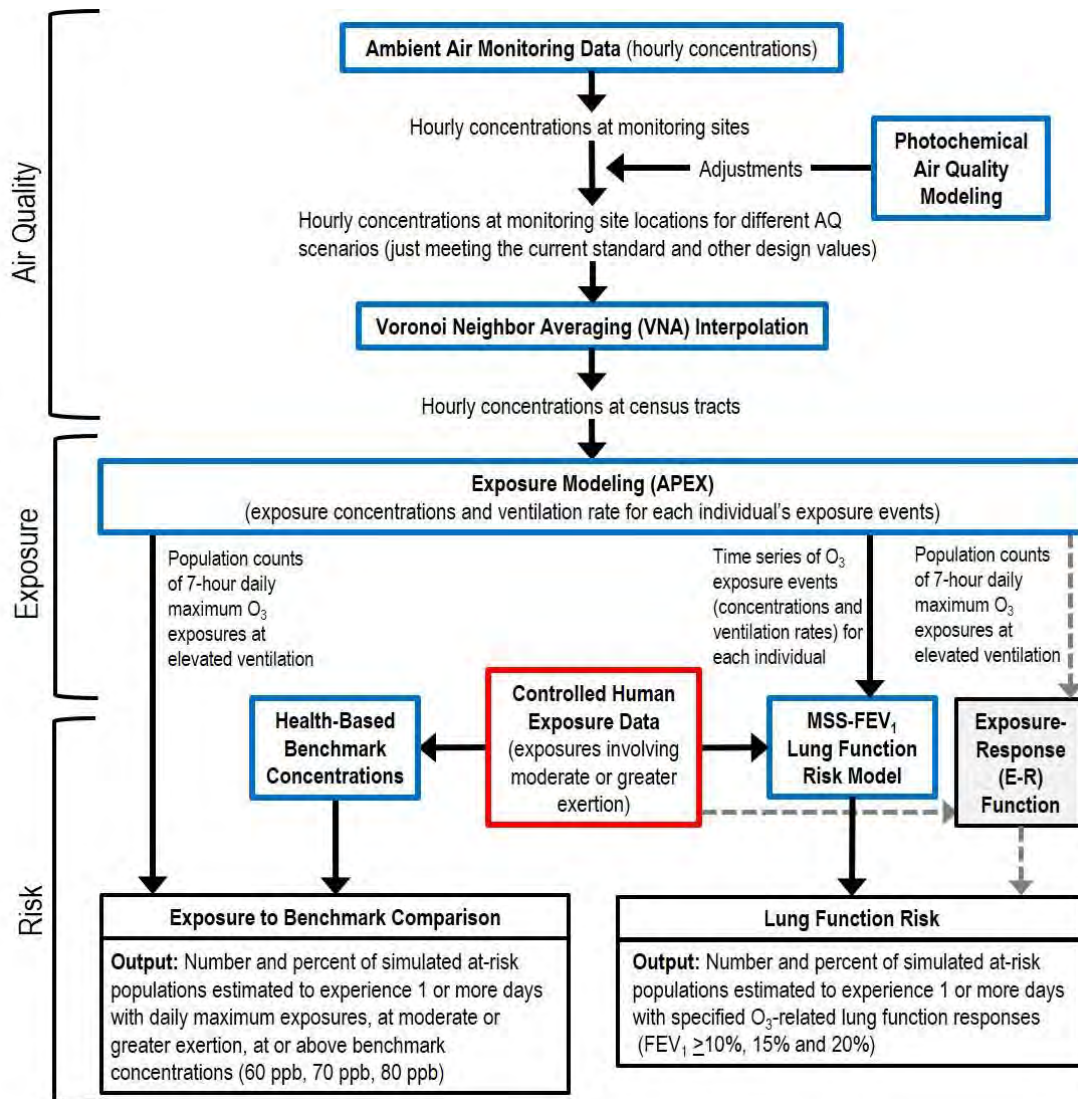 Ambient Air Monitoring Data (hourly concentrations)
Hourly concentrations at monitoring sites
Photochemical
Air Quality
Modeling
Adjustments
Hourly concentrations at monitoring site locations for different AQ
scenarios (just meeting the current standard and other design values)
Voronoi Neighbor Averaging (VNA) Interpolation
Hourly concentrations at census tracts
Air Quality
Exposure Modeling (APEX)
(exposure concentrations and ventilation rate for each individual's exposure events)
Population counts
of 7-hour daily
maximum O₃
exposures at
elevated ventilation
Time series of O₃
exposure events
(concentrations and
ventilation rates) for
each individual
Population counts
of 7-hour daily
maximum O₃
exposures at
elevated ventilation
Exposure
Health-Based
Benchmark
Concentrations
Controlled Human
Exposure Data
(exposures involving
moderate or greater
exertion)
MSS-FEV₁
Lung Function
Risk Model
Exposure-
Response
(E-R)
Function
Risk
Exposure to Benchmark Comparison
Output: Number and percent of simulated at-risk
populations estimated to experience 1 or more days
with daily maximum exposures, at moderate or
greater exertion, at or above benchmark
concentrations (60 ppb, 70 ppb, 80 ppb)
Lung Function Risk
Output: Number and percent of simulated at-risk
populations estimated to experience 1 or more days
with specified O₃-related lung function responses
(FEV₁ ≥10%, 15% and 20%)